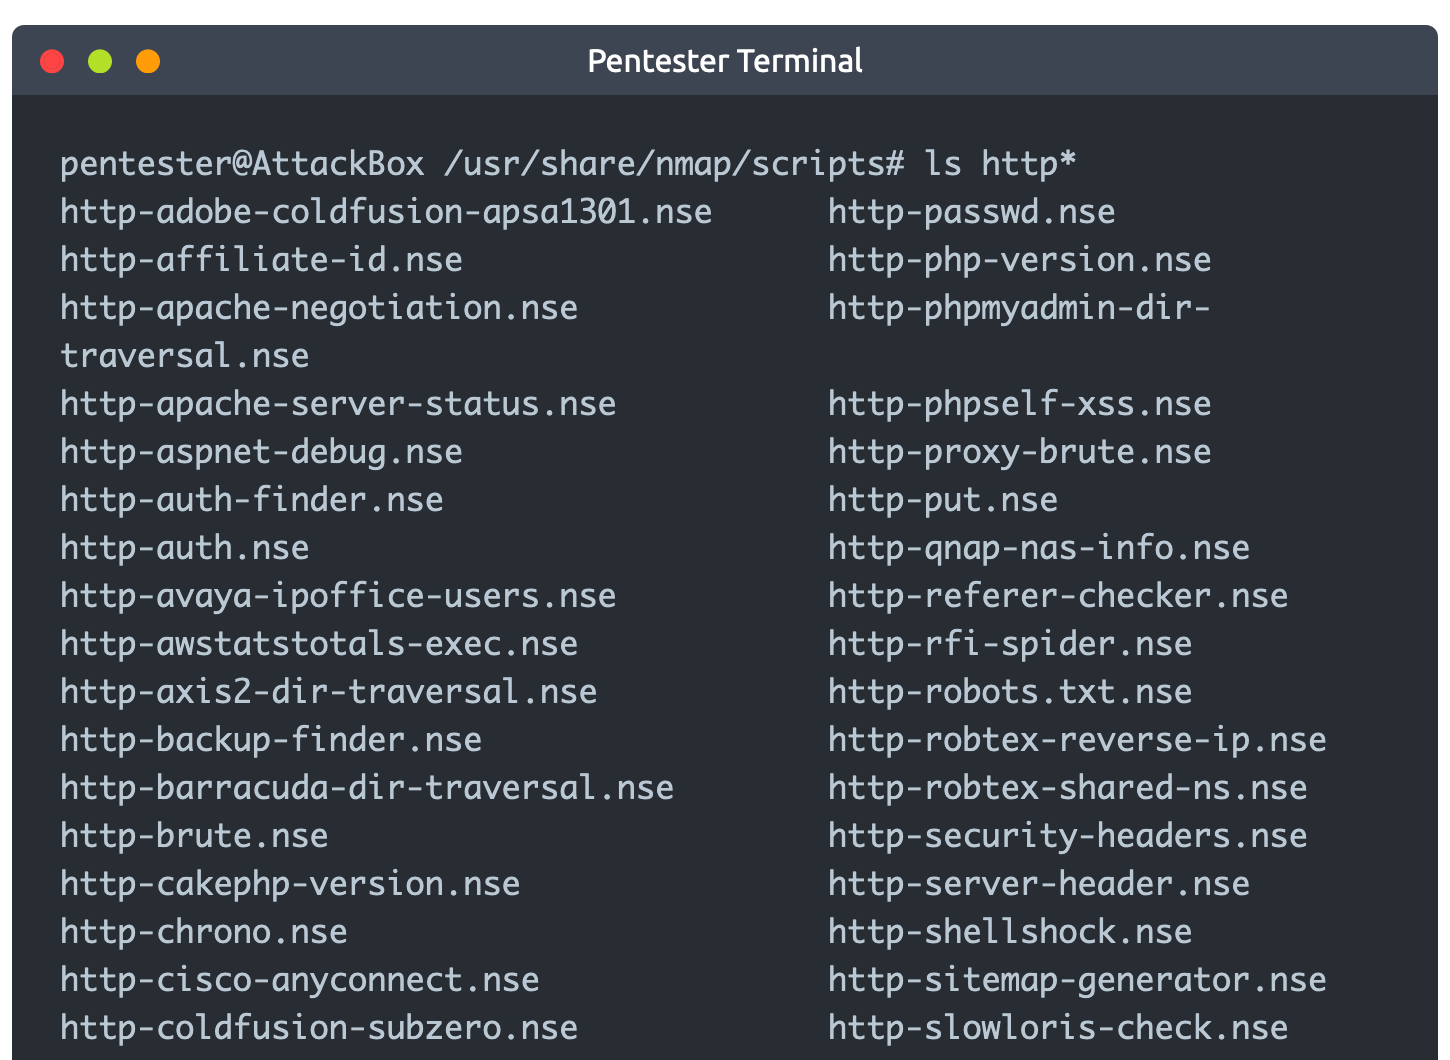 Pentester Terminal
pentester@AttackBox /usr/share/nmap/scripts# ls http*
http-adobe-coldfusion-apsa1301.nse      http-passwd.nse
http-affiliate-id.nse                   http-php-version.nse
http-apache-negotiation.nse             http-phpmyadmin-dir-
traversal.nse
http-apache-server-status.nse           http-phpself-xss.nse
http-aspnet-debug.nse                   http-proxy-brute.nse
http-auth-finder.nse                    http-put.nse
http-auth.nse                           http-qnap-nas-info.nse
http-avaya-ipoffice-users.nse           http-referer-checker.nse
http-awstatstotals-exec.nse             http-rfi-spider.nse
http-axis2-dir-traversal.nse            http-robots.txt.nse
http-backup-finder.nse                  http-robtex-reverse-ip.nse
http-barracuda-dir-traversal.nse        http-robtex-shared-ns.nse
http-brute.nse                          http-security-headers.nse
http-cakephp-version.nse                http-server-header.nse
http-chrono.nse                         http-shellshock.nse
http-cisco-anyconnect.nse               http-sitemap-generator.nse
http-coldfusion-subzero.nse             http-slowloris-check.nse